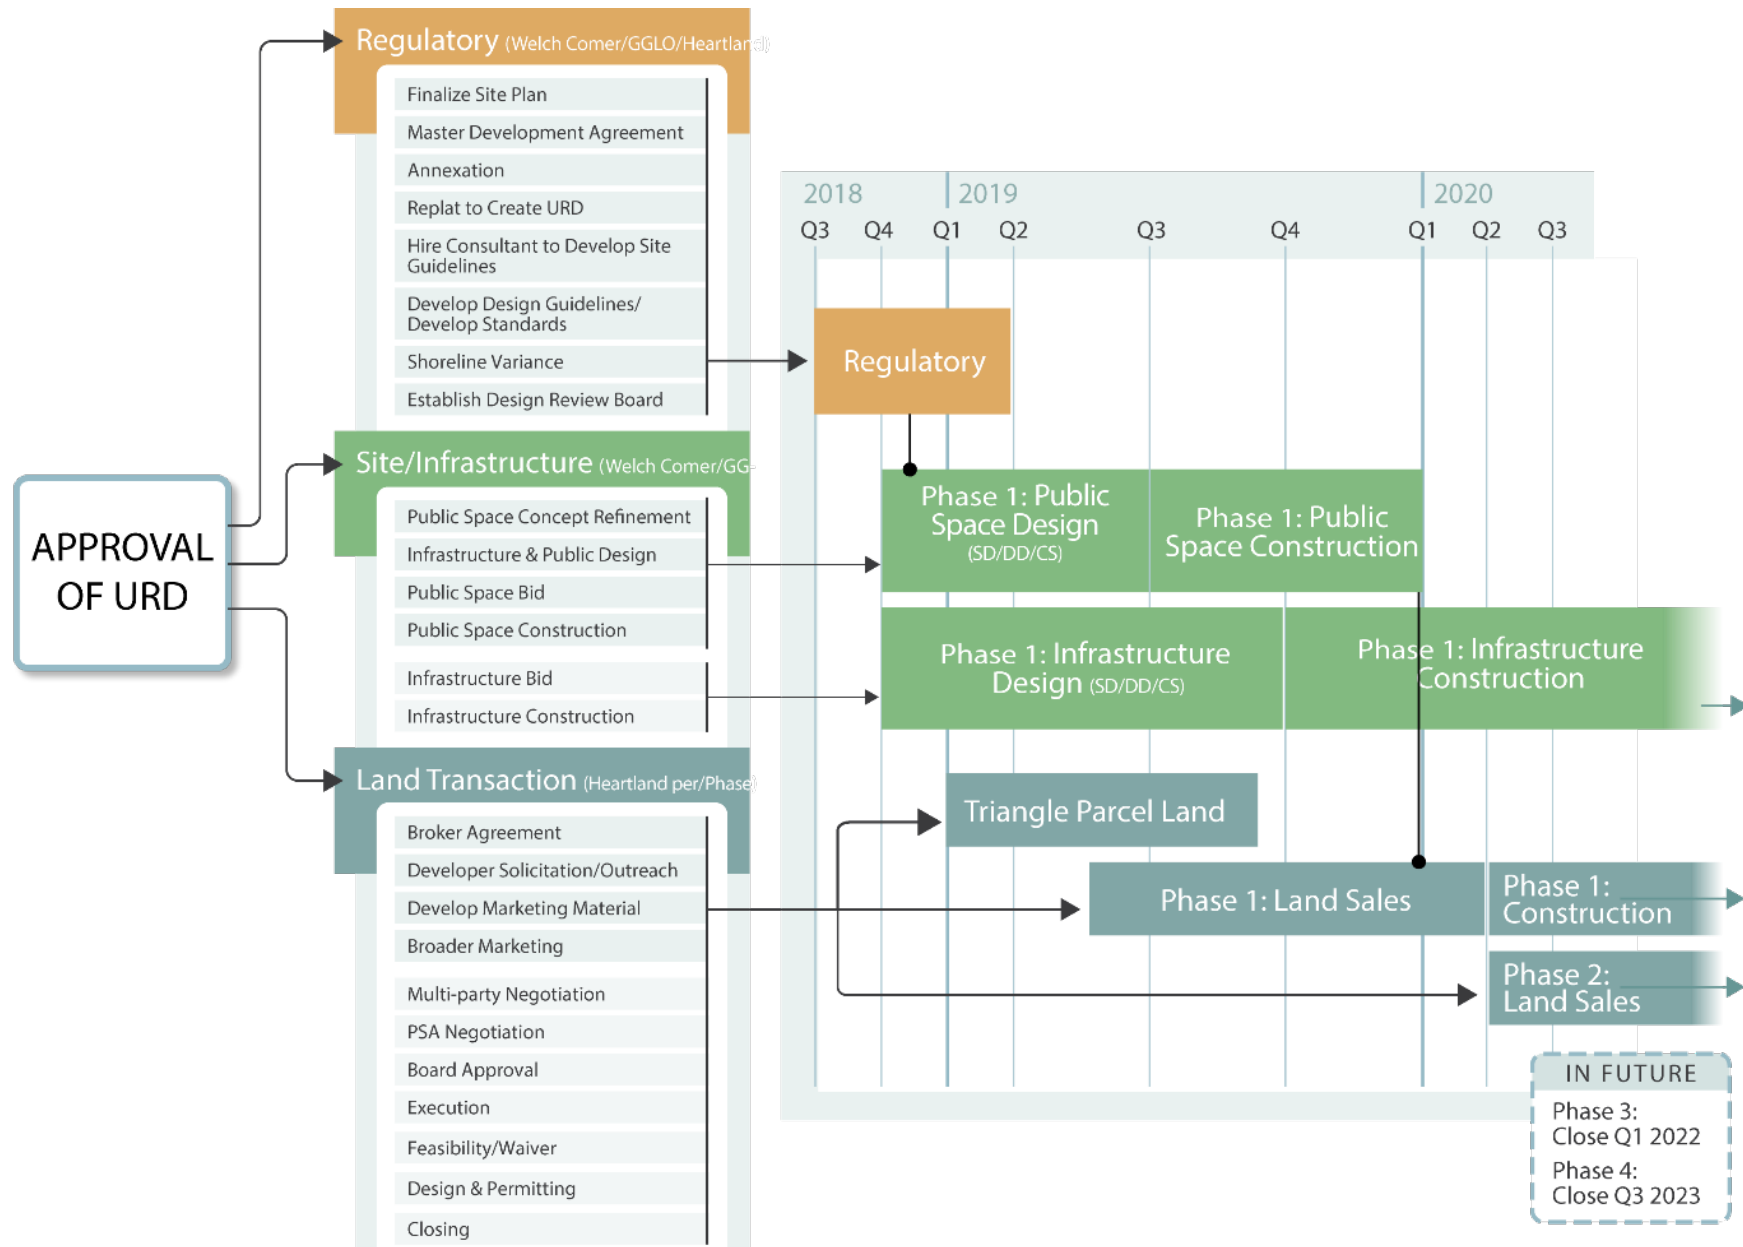 APPROVAL
OF URD
Regulatory (Welch Comer/GGLO/Heartland)
Finalize Site Plan
Master Development Agreement
Annexation
Replat to Create URD
Hire Consultant to Develop Site
Guidelines
Develop Design Guidelines/
Develop Standards
Shoreline Variance
Establish Design Review Board
Site/Infrastructure (Welch Comer/GG-
Public Space Concept Refinement
Infrastructure & Public Design
Public Space Bid
Public Space Construction
Infrastructure Bid
Infrastructure Construction
Land Transaction (Heartland per/Phase)
Broker Agreement
Developer Solicitation/Outreach
Develop Marketing Material
Broader Marketing
Multi-party Negotiation
PSA Negotiation
Board Approval
Execution
Feasibility/Waiver
Design & Permitting
Closing
2018 2019 2020
Q3 Q4 Q1 Q2 Q3 Q4 Q1 Q2 Q3
Regulatory
Phase 1: Public
Space Design
(SD/DD/CS)
Phase 1: Public
Space Construction
Phase 1: Infrastructure
Design (SD/DD/CS)
Phase 1: Infrastructure
Construction
Triangle Parcel Land
Phase 1: Land Sales
Phase 1:
Construction
Phase 2:
Land Sales
IN FUTURE
Phase 3:
Close Q1 2022
Phase 4:
Close Q3 2023